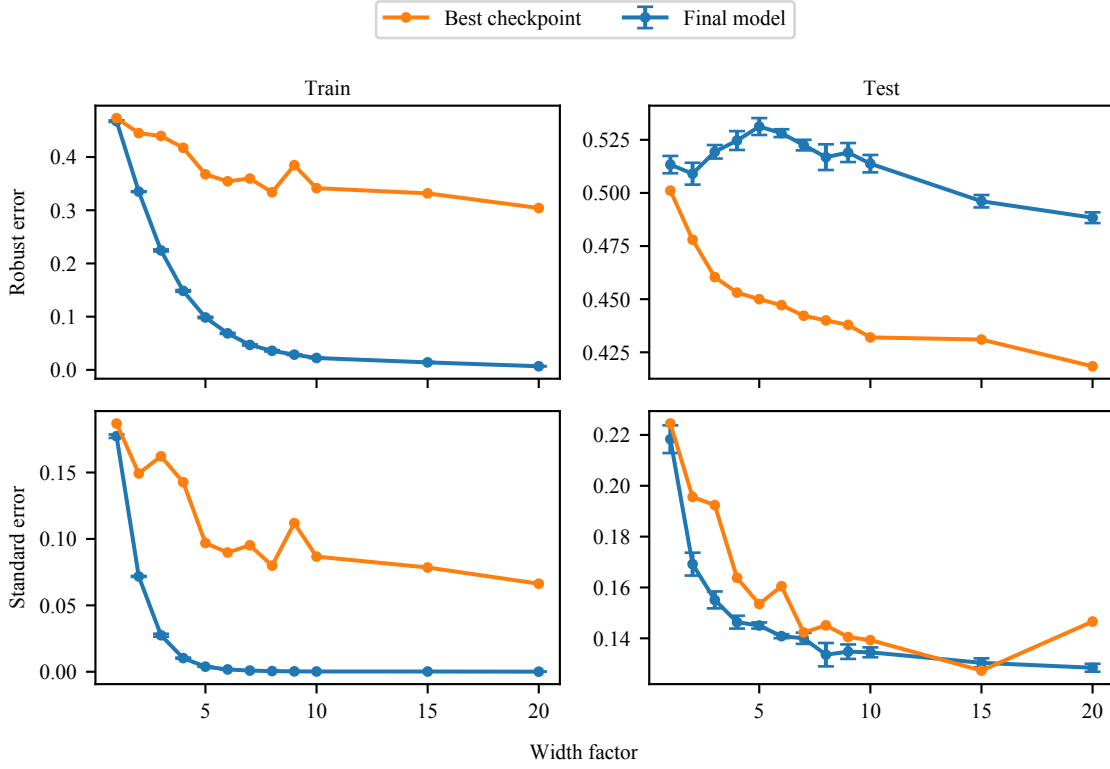 Best checkpoint Final model
Train
Test
Robust error
0.4
0.3
0.2
0.1
0.0
0.525
0.500
0.475
0.450
0.425
Standard error
0.15
0.10
0.05
0.00
0.22
0.20
0.18
0.16
0.14
5 10 15 20
5 10 15 20
Width factor